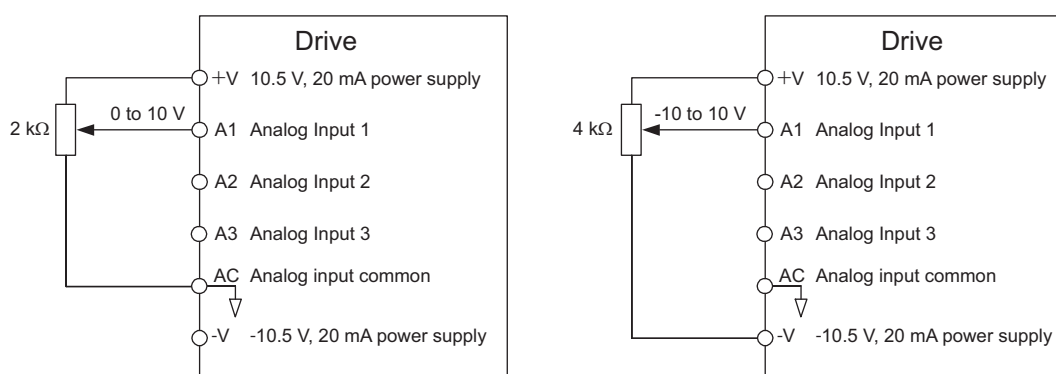 Drive
+V 10.5 V, 20 mA power supply
2 kΩ
0 to 10 V
A1 Analog Input 1
A2 Analog Input 2
A3 Analog Input 3
AC Analog input common
-V -10.5 V, 20 mA power supply
Drive
+V 10.5 V, 20 mA power supply
4 kΩ
-10 to 10 V
A1 Analog Input 1
A2 Analog Input 2
A3 Analog Input 3
AC Analog input common
-V -10.5 V, 20 mA power supply